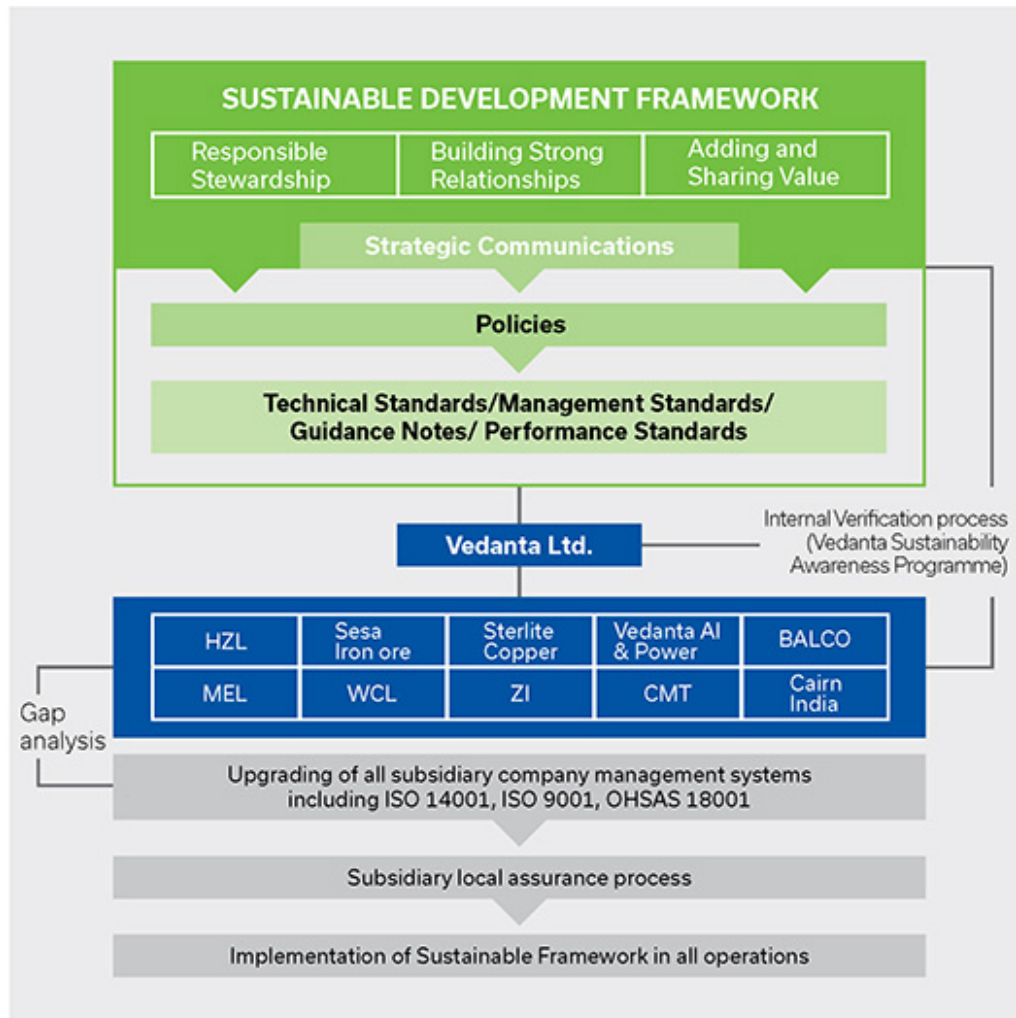 SUSTAINABLE DEVELOPMENT FRAMEWORK
Responsible
Stewardship
Building Strong
Relationships
Adding and
Sharing Value
Strategic Communications
Policies
Technical Standards/Management Standards/
Guidance Notes/ Performance Standards
Vedanta Ltd.
Internal Verification process
(Vedanta Sustainability
Awareness Programme)
HZL
Sesa
Iron ore
Sterlite
Copper
Vedanta Al
& Power
BALCO
MEL
WCL
ZI
CMT
Cairn
India
Gap
analysis
Upgrading of all subsidiary company management systems
including ISO 14001, ISO 9001, OHSAS 18001
Subsidiary local assurance process
Implementation of Sustainable Framework in all operations